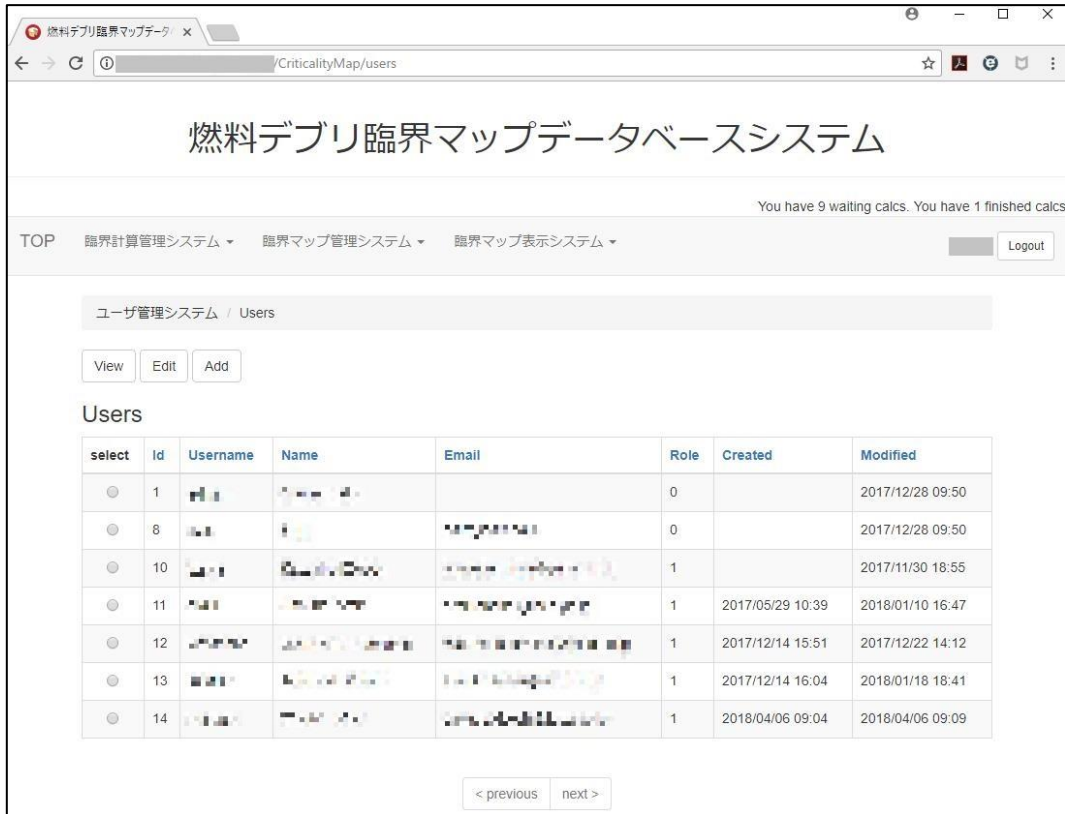 燃料デブリ臨界マップデータ
/CriticalityMap/users
燃料デブリ臨界マップデータベースシステム
You have 9 waiting calcs. You have 1 finished calcs
TOP 臨界計算管理システム 臨界マップ管理システム 臨界マップ表示システム Logout
ユーザ管理システム / Users
View Edit Add
Users
select Id Username Name Email Role Created Modified
1 0 2017/12/28 09:50
8 0 2017/12/28 09:50
10 1 2017/11/30 18:55
11 1 2017/05/29 10:39 2018/01/10 16:47
12 1 2017/12/14 15:51 2017/12/22 14:12
13 1 2017/12/14 16:04 2018/01/18 18:41
14 1 2018/04/06 09:04 2018/04/06 09:09
< previous next >